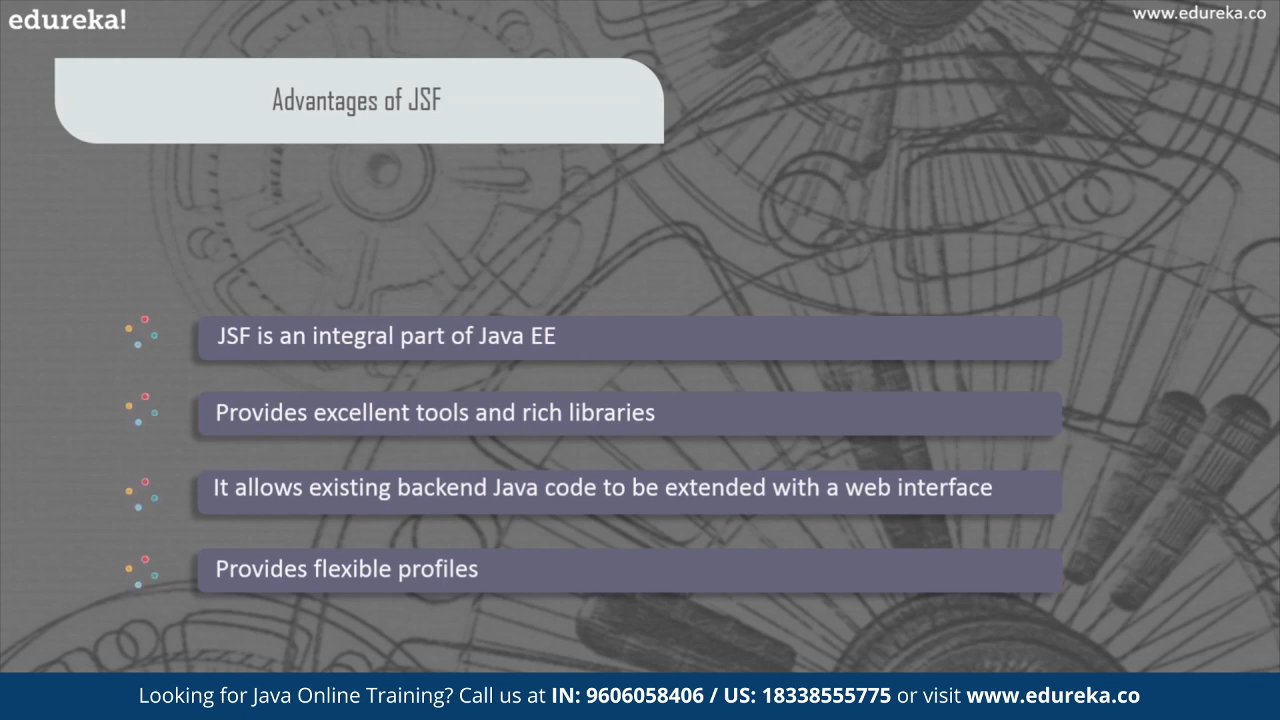 edureka!
www.edureka.co
Advantages of JSF
JSF is an integral part of Java EE
Provides excellent tools and rich libraries
It allows existing backend Java code to be extended with a web interface
Provides flexible profiles
Looking for Java Online Training? Call us at IN: 9606058406 / US: 18338555775 or visit www.edureka.co